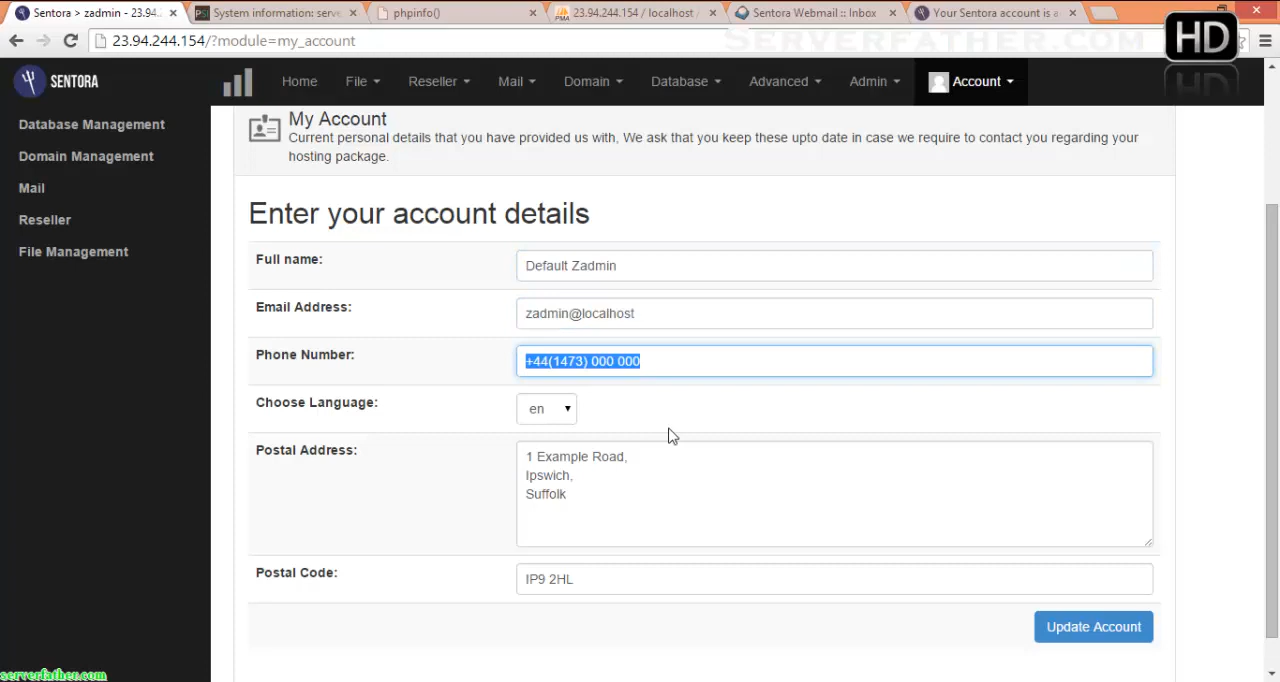 Sentora > zadmin - 23.94.
System information: serve
phpinfo()
23.94.244.154 / localhost /
Sentora Webmail :: Inbox
Your Sentora account is a
23.94.244.154/?module=my_account
SERVERFATHER.COM
HD
SENTORA
Home
File
Reseller
Mail
Domain
Database
Advanced
Admin
Account
Database Management
Domain Management
Mail
Reseller
File Management
My Account
Current personal details that you have provided us with, We ask that you keep these upto date in case we require to contact you regarding your
hosting package.
Enter your account details
Full name:
Default Zadmin
Email Address:
zadmin@localhost
Phone Number:
+44(1473) 000 000
Choose Language:
en
Postal Address:
1 Example Road,
Ipswich,
Suffolk
Postal Code:
IP9 2HL
Update Account
serverfather.com